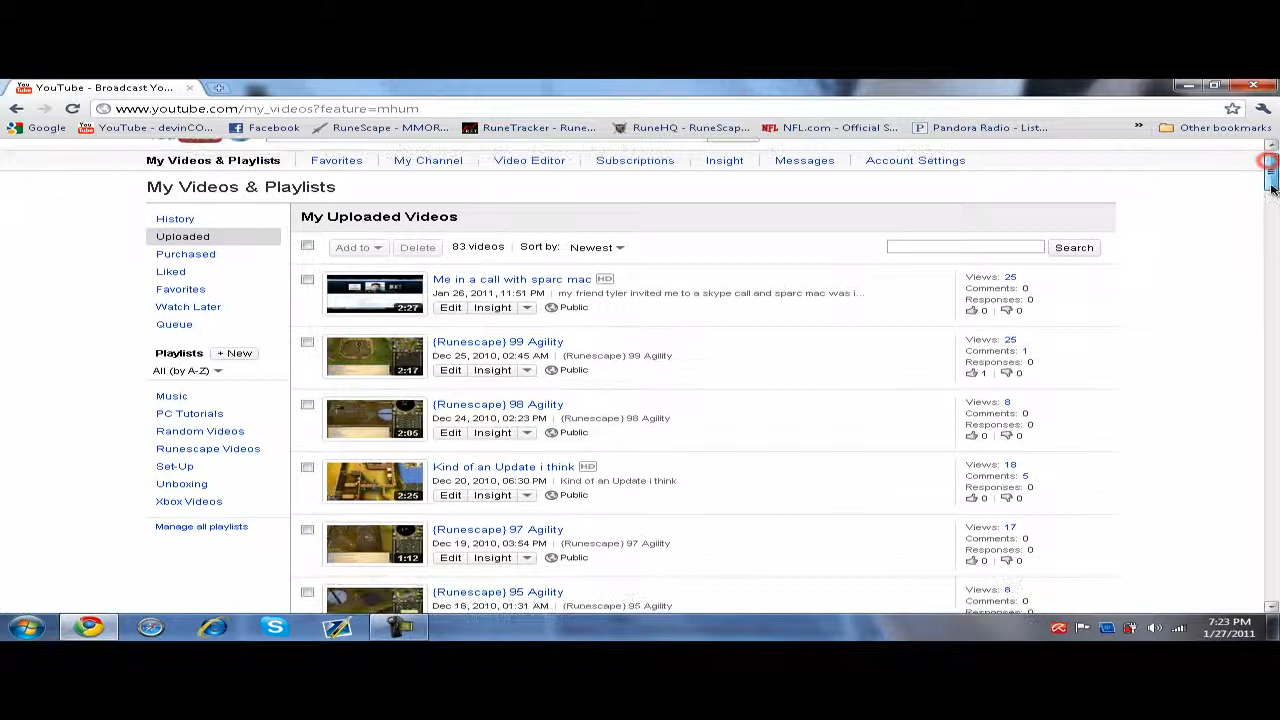 YouTube - Broadcast Yo...
www.youtube.com/my_videos?feature=mhum
Google YouTube - devinCO... Facebook RuneScape - MMOR... RuneTracker - Rune... RuneHQ - RuneScap... NFL.com - Official S... Pandora Radio - List... » Other bookmarks
My Videos & Playlists Favorites My Channel Video Editor Subscriptions Insight Messages Account Settings
My Videos & Playlists
History
Uploaded
Purchased
Liked
Favorites
Watch Later
Queue
Playlists + New
All (by A-Z)
Music
PC Tutorials
Random Videos
Runescape Videos
Set-Up
Unboxing
Xbox Videos
Manage all playlists
My Uploaded Videos
Add to Delete 83 videos Sort by: Newest Search
Me in a call with sparc mac HD
Jan 26, 2011, 11:51 PM | my friend tyler invited me to a skype call and sparc mac was i...
2:27
Edit Insight Public
Views: 25
Comments: 0
Responses: 0
0 | 0
{Runescape} 99 Agility
Dec 25, 2010, 02:45 AM | {Runescape} 99 Agility
2:17
Edit Insight Public
Views: 25
Comments: 1
Responses: 0
1 | 0
{Runescape} 98 Agility
Dec 24, 2010, 02:23 PM | {Runescape} 98 Agility
2:05
Edit Insight Public
Views: 8
Comments: 0
Responses: 0
0 | 0
Kind of an Update i think HD
Dec 20, 2010, 06:30 PM | Kind of an Update i think
2:25
Edit Insight Public
Views: 18
Comments: 5
Responses: 0
0 | 0
{Runescape} 97 Agility
Dec 19, 2010, 03:54 PM | {Runescape} 97 Agility
1:12
Edit Insight Public
Views: 17
Comments: 0
Responses: 0
0 | 0
{Runescape} 95 Agility
Dec 16, 2010, 01:31 AM | {Runescape} 95 Agility
Views: 8
Comments: 0
Responses: 0
7:23 PM
1/27/2011